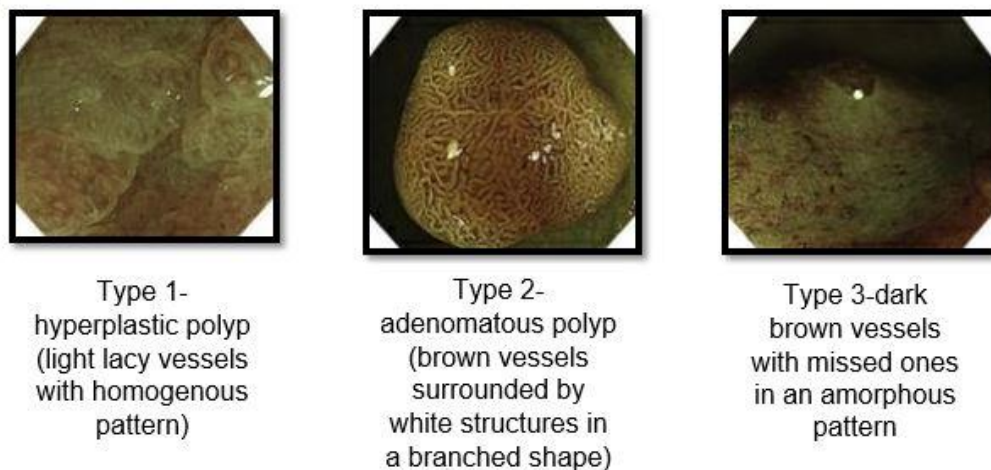 Type 1-
hyperplastic polyp
(light lacy vessels
with homogenous
pattern)
Type 2-
adenomatous polyp
(brown vessels
surrounded by
white structures in
a branched shape)
Type 3-dark
brown vessels
with missed ones
in an amorphous
pattern